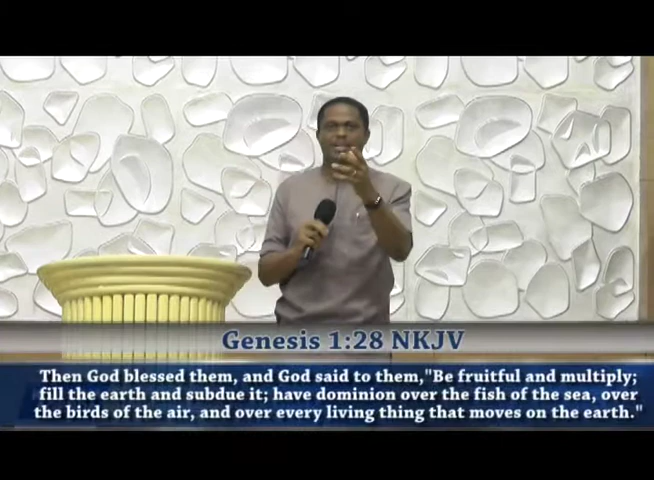 Genesis 1:28 NKJV
Then God blessed them, and God said to them,"Be fruitful and multiply;
fill the earth and subdue it; have dominion over the fish of the sea, over
the birds of the air, and over every living thing that moves on the earth."